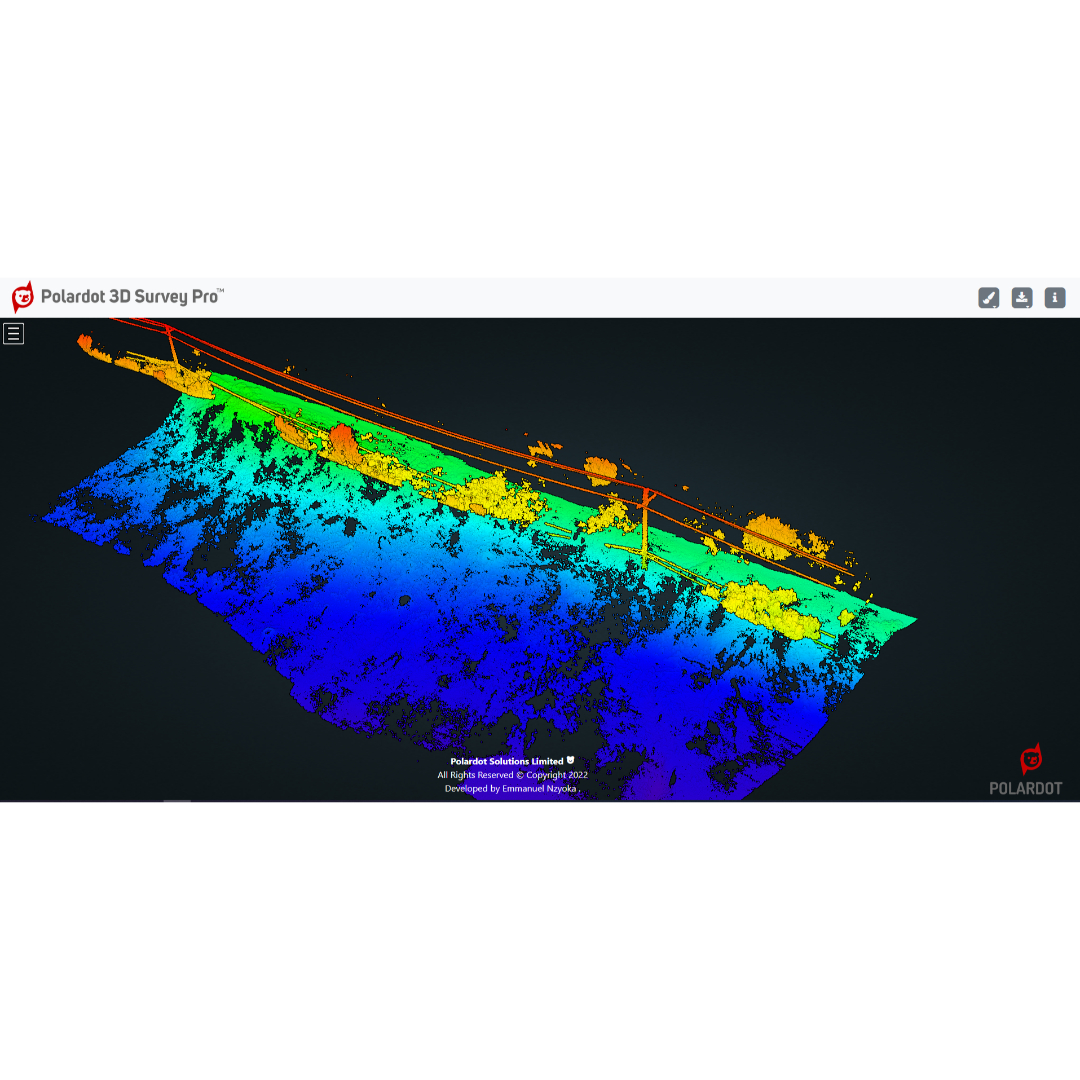 Polardot 3D Survey Pro™
Polardot Solutions Limited
All Rights Reserved © Copyright 2022
Developed by Emmanuel Nzyoka .
POLARDOT